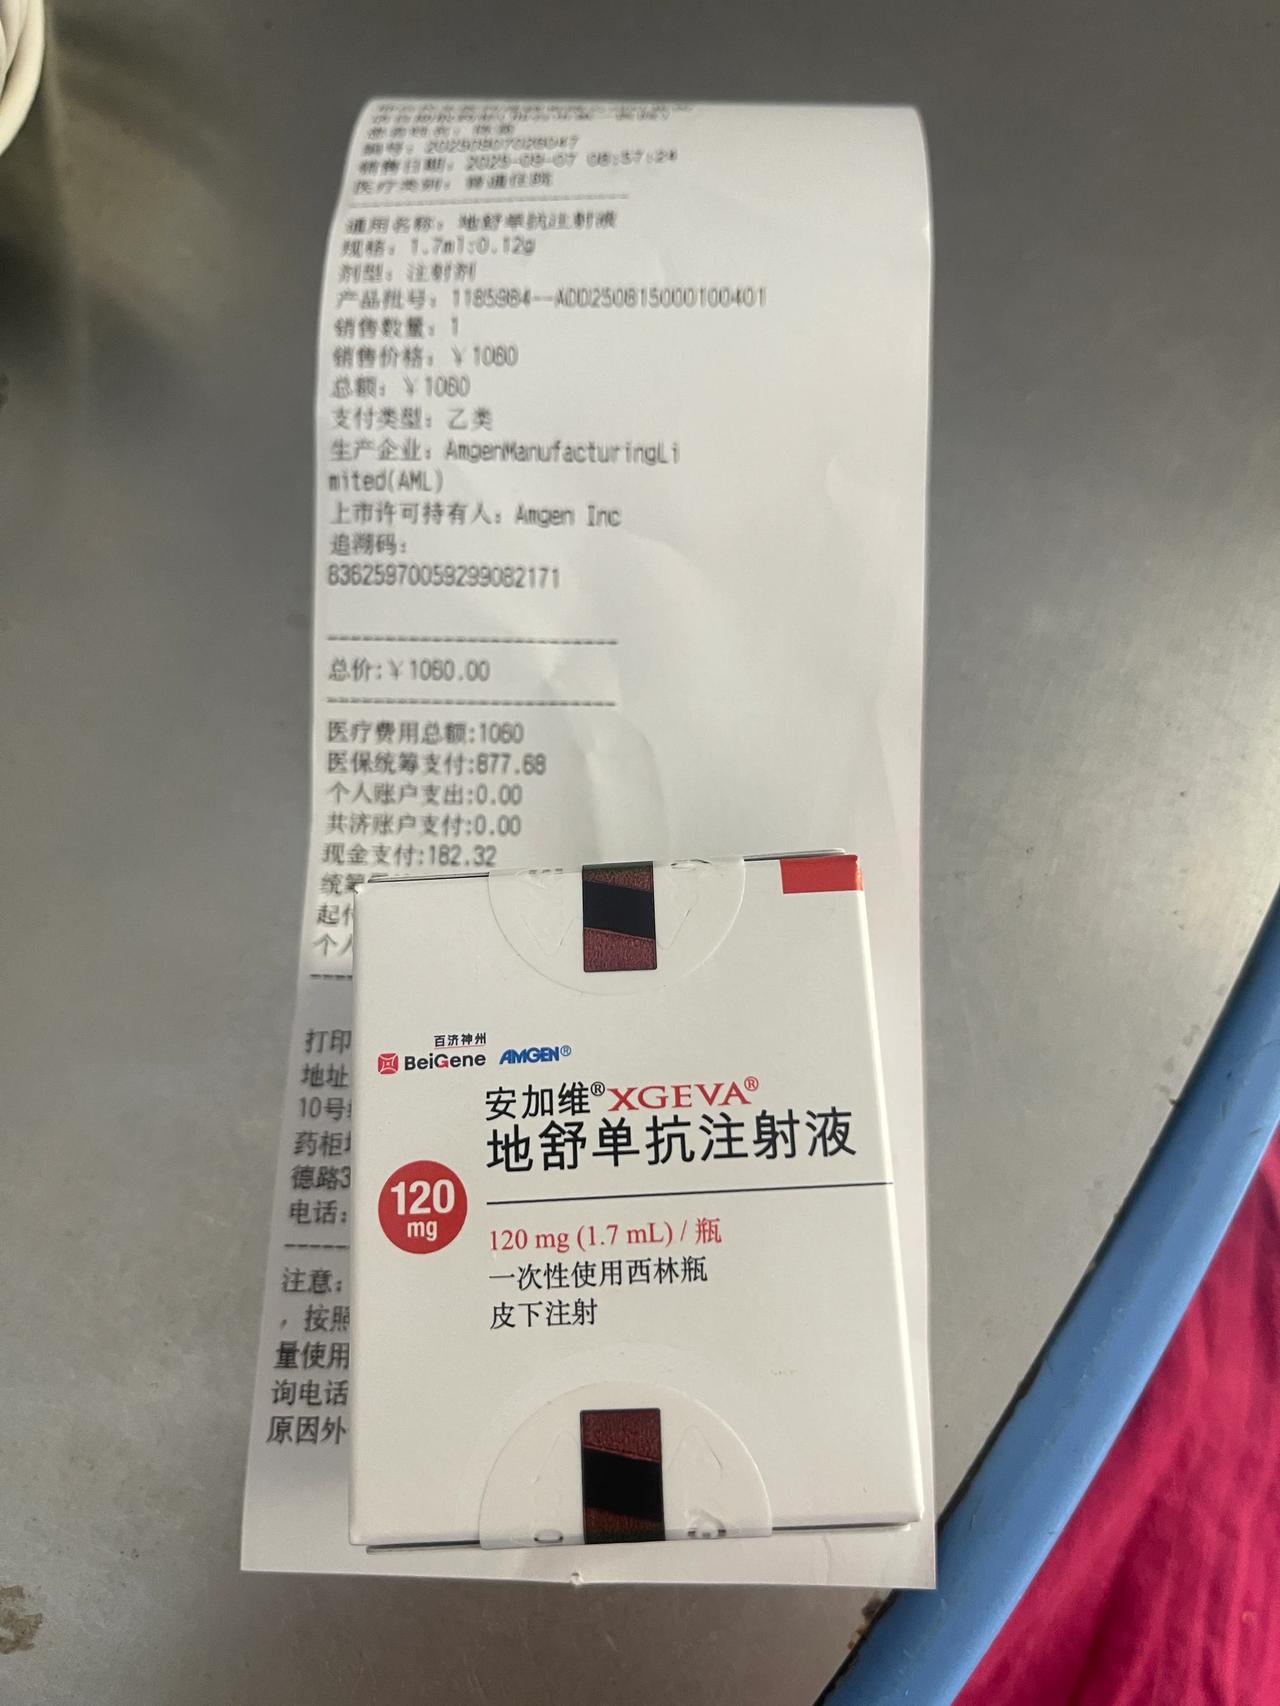 销售日期：2025-09-07 08:57:24
医疗类别：普通住院
通用名称：地舒单抗注射液
规格：1.7ml:0.12g
剂型：注射剂
产品批号：1185984--ADD250815000100401
销售数量：1
销售价格：￥1060
总额：￥1060
支付类型：乙类
生产企业：AmgenManufacturingLi
mited(AML)
上市许可持有人：Amgen Inc
追溯码：
83625970059299082171
总价:￥1060.00
医疗费用总额:1060
医保统筹支付:877.68
个人账户支出:0.00
共济账户支付:0.00
现金支付:182.32
统筹
起付
个人
打印
地址
10号
药柜
德路3
电话：
注意：
，按照
量使用
询电话
原因外
百济神州
BeiGene AMGEN®
安加维®XGEVA®
地舒单抗注射液
120
mg
120 mg (1.7 mL) / 瓶
一次性使用西林瓶
皮下注射